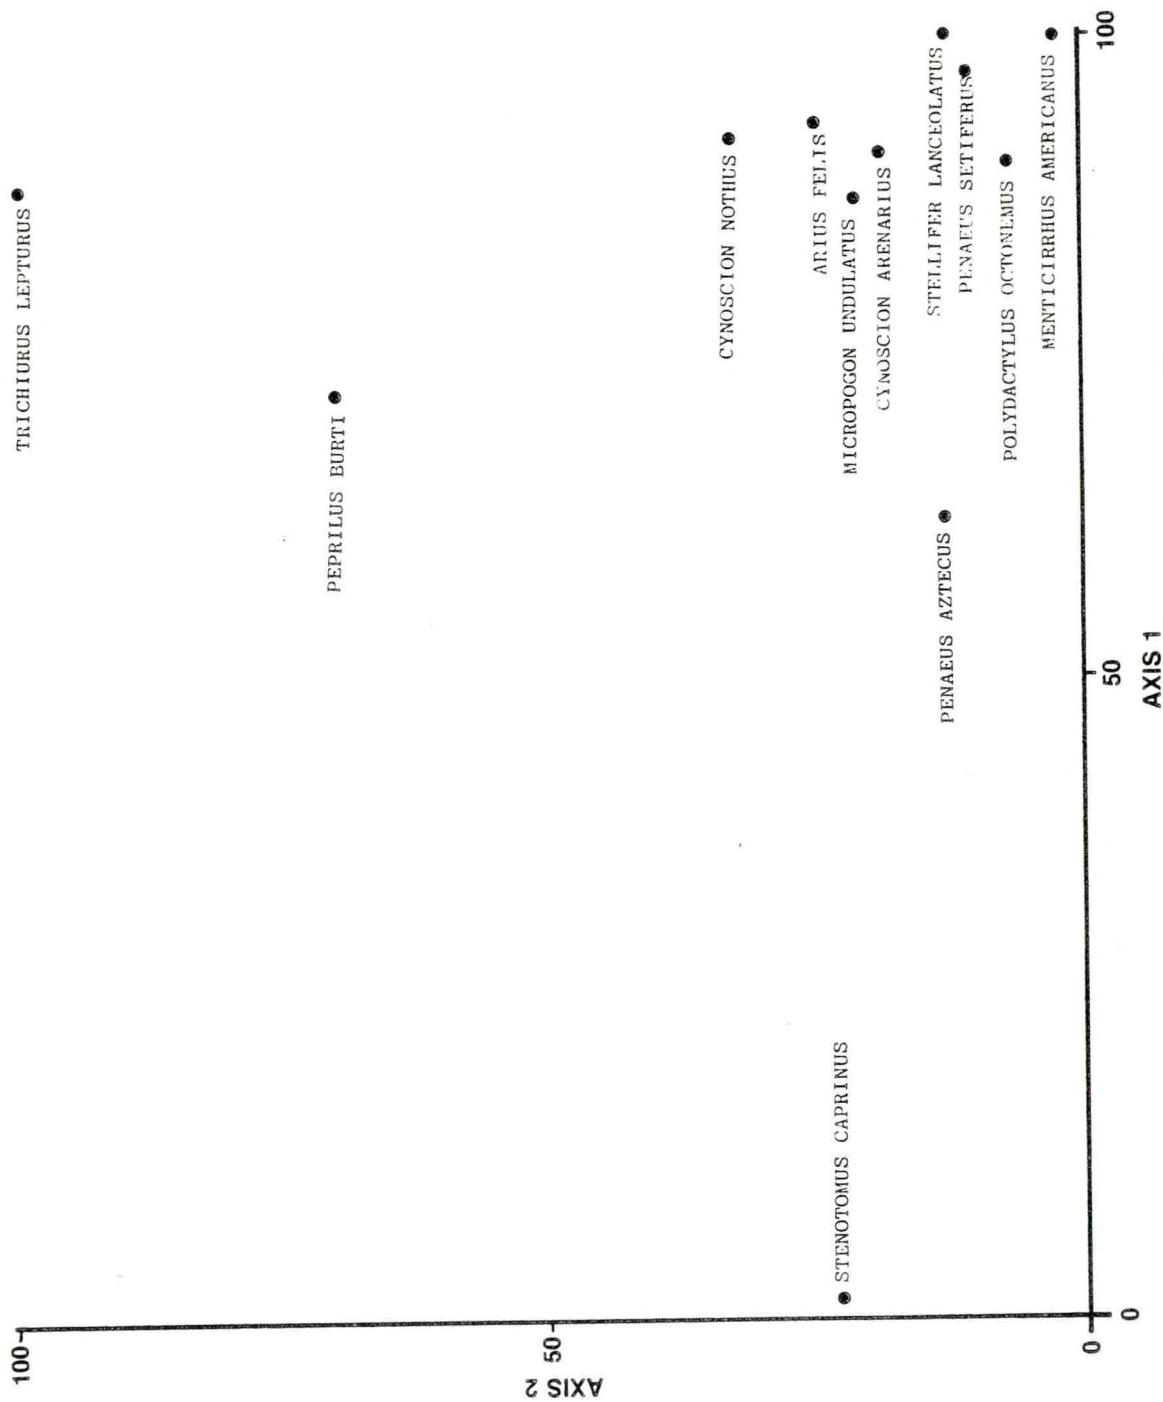 100
TRICHIURUS LEPTURUS
PEPRILUS BURTI
50
AXIS 2
CYNOSCION NOTHUS
ARIUS FELIS
STENOTOMUS CAPRINUS
MICROPOGON UNDULATUS
CYNOSCION ARENARIUS
PENAEUS AZTECUS
STELLIFER LANCEOLATUS
PENAEUS SETIFERUS
POLYDACTYLUS OCTONEMUS
MENTICIRRHUS AMERICANUS
0
0
50
100
AXIS 1